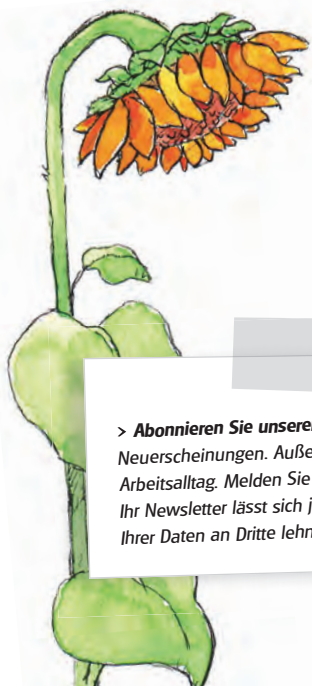 > Abonnieren Sie unseren
Neuerscheinungen. Auße
Arbeitsalltag. Melden Sie
Ihr Newsletter lässt sich j
Ihrer Daten an Dritte lehn